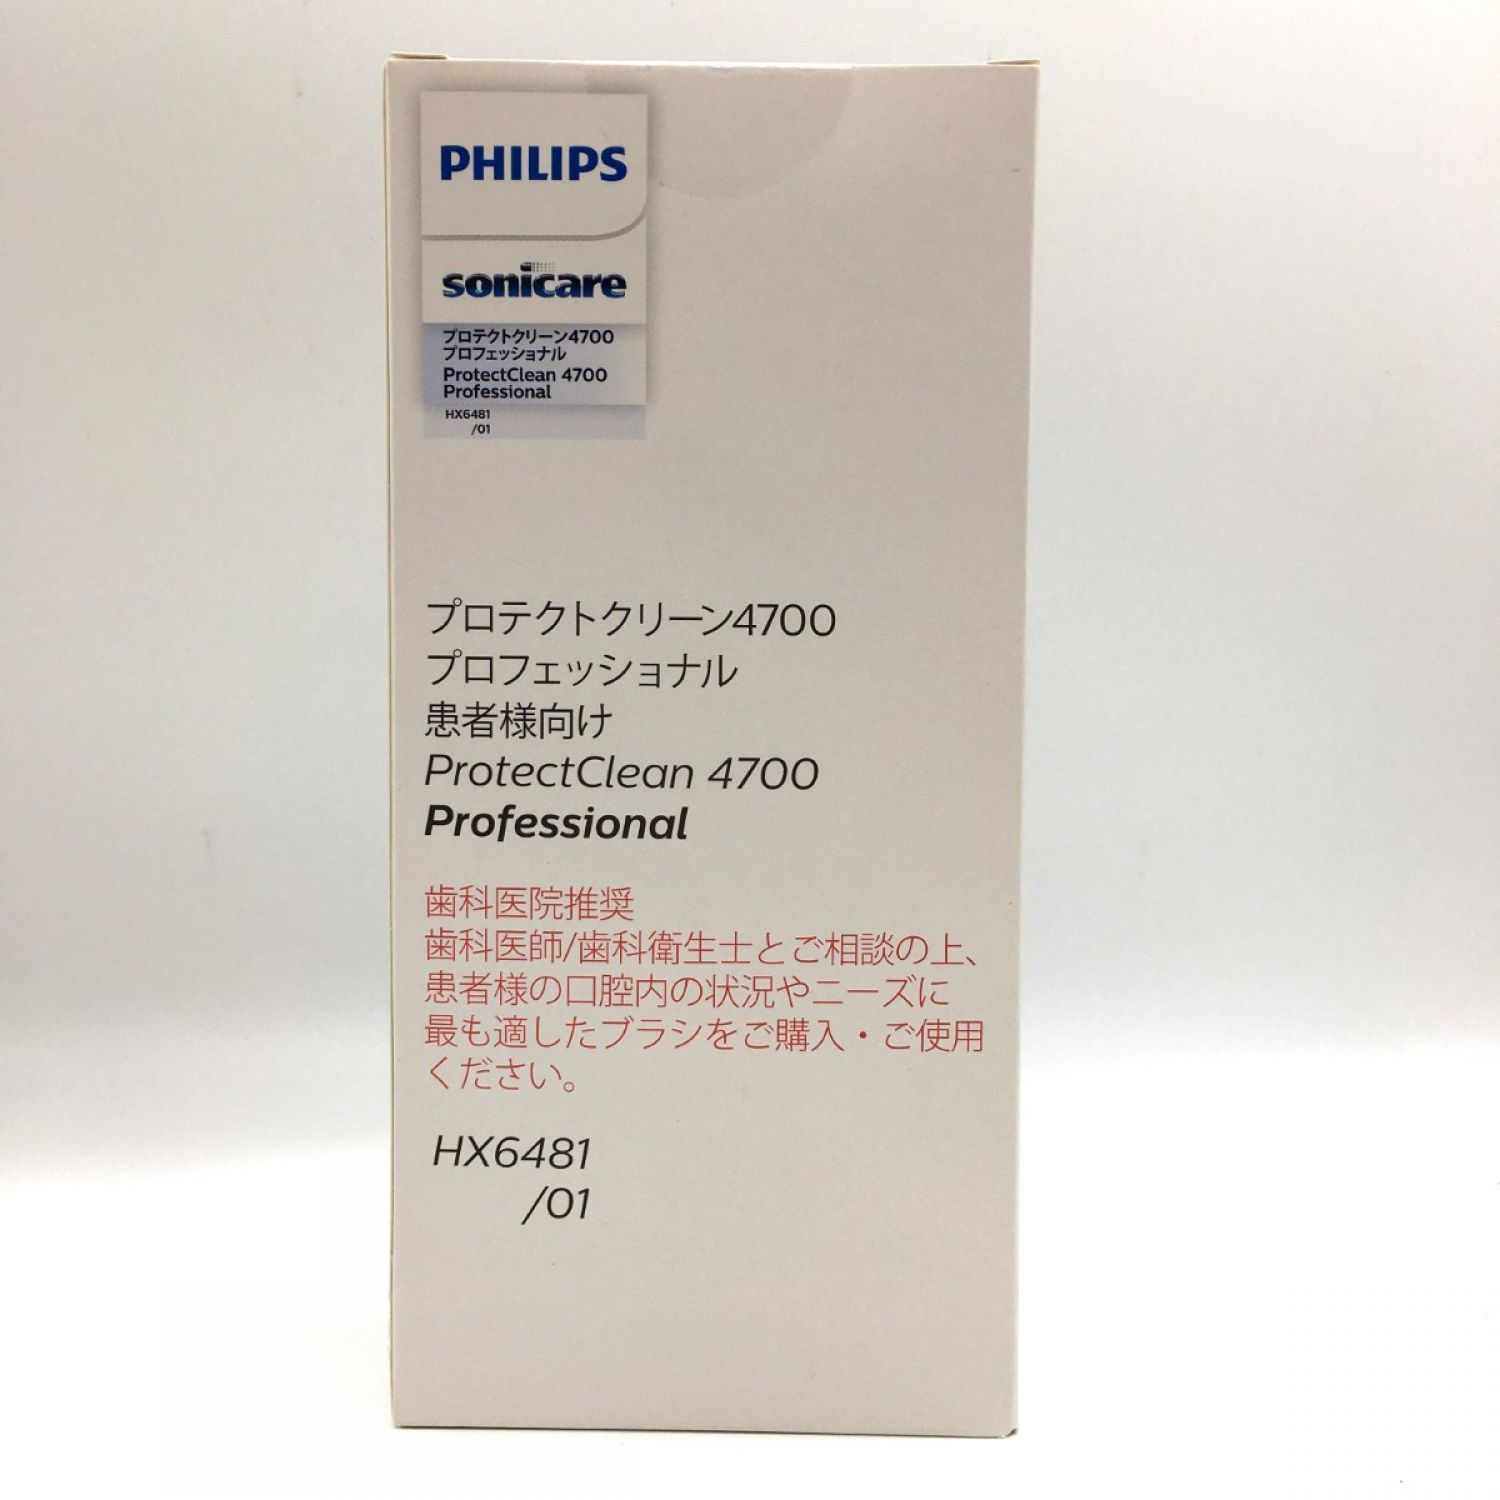 PHILIPS
sonicare
プロテクトクリーン4700
プロフェッショナル
ProtectClean 4700
Professional
HX6481
/01
プロテクトクリーン4700
プロフェッショナル
患者様向け
ProtectClean 4700
Professional
歯科医院推奨
歯科医師/歯科衛生士とご相談の上、
患者様の口腔内の状況やニーズに
最も適したブラシをご購入・ご使用
ください。
HX6481
/01